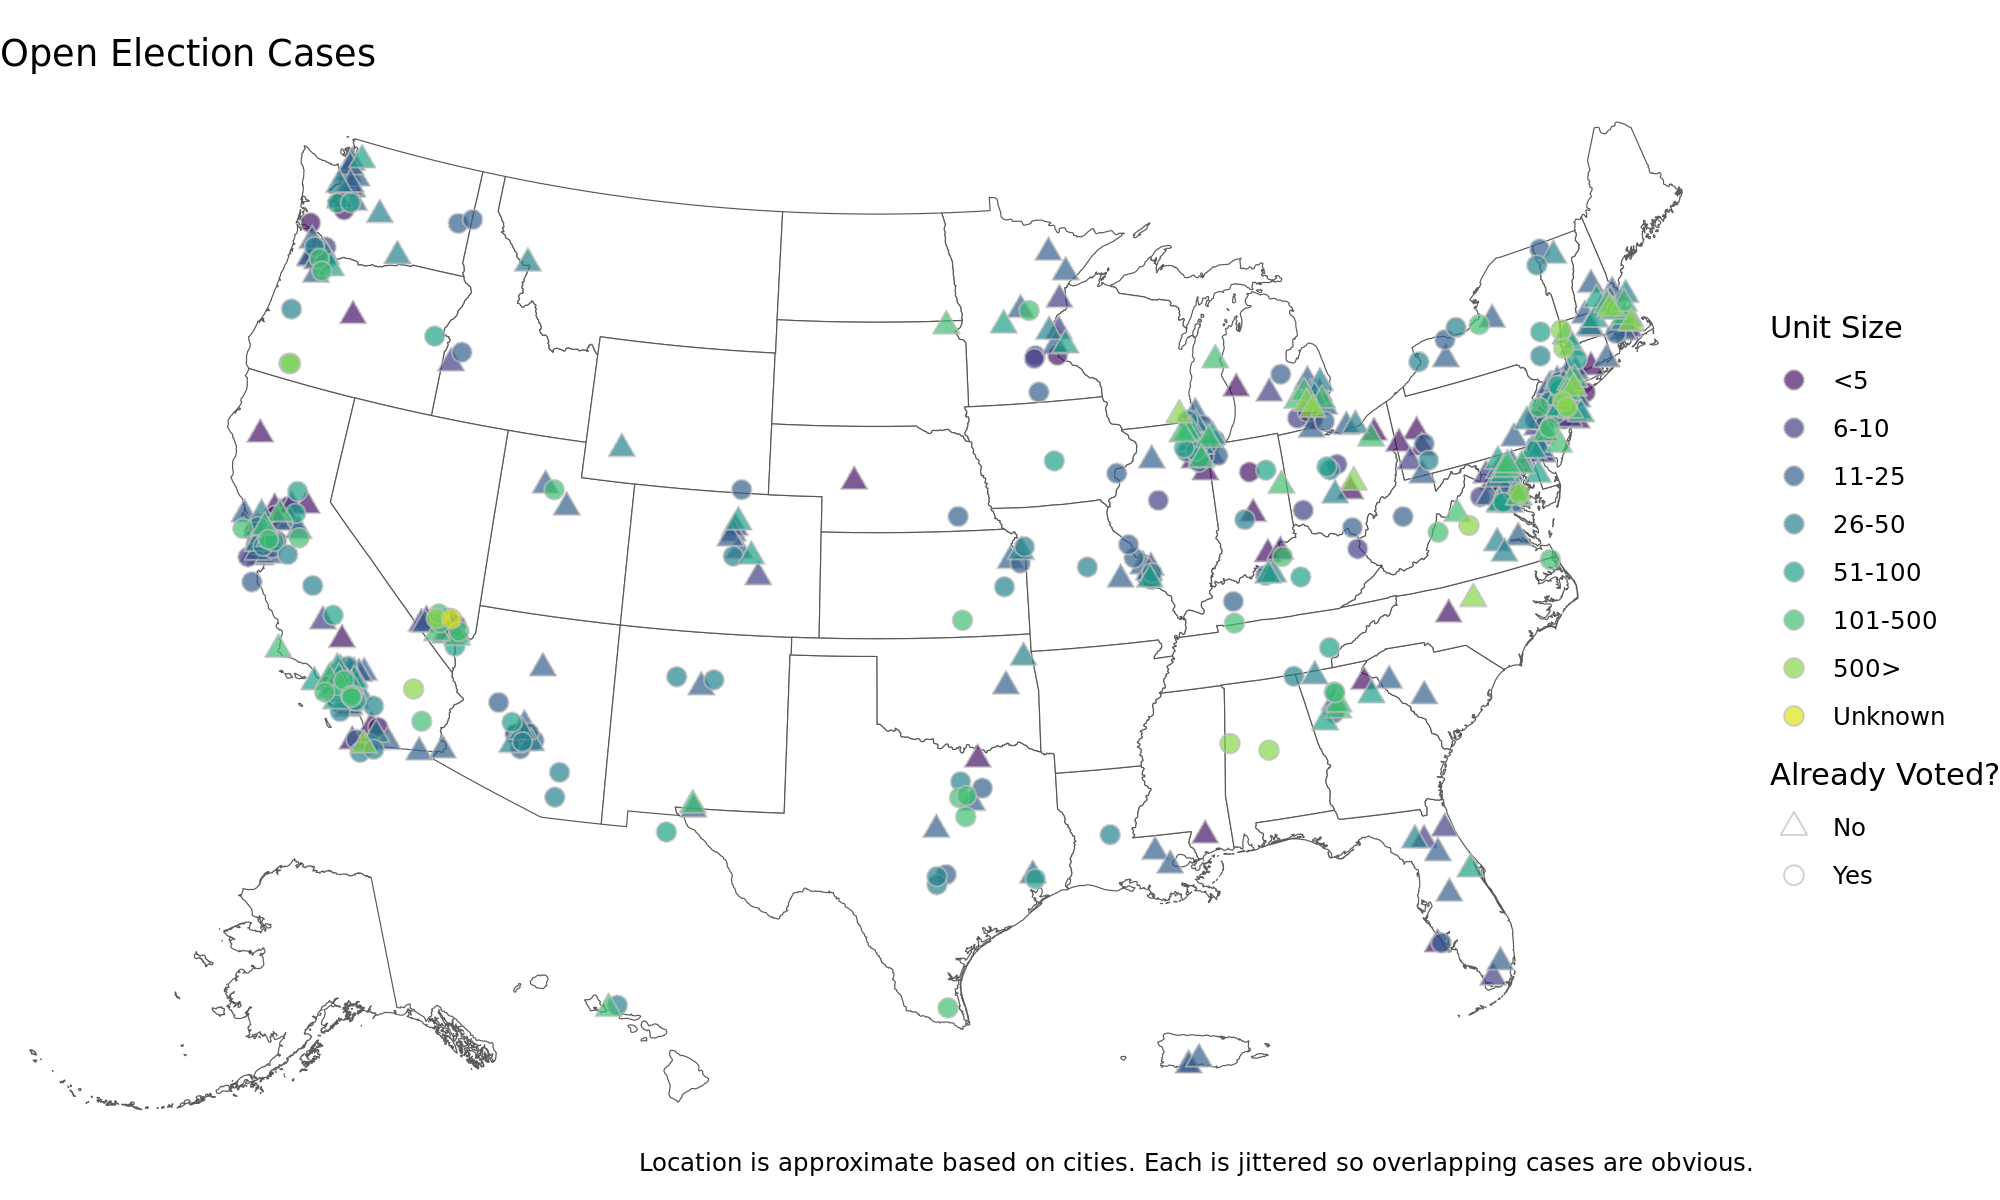 Open Election Cases
Unit Size
<5
6-10
11-25
26-50
51-100
101-500
500>
Unknown
Already Voted?
No
Yes
Location is approximate based on cities. Each is jittered so overlapping cases are obvious.